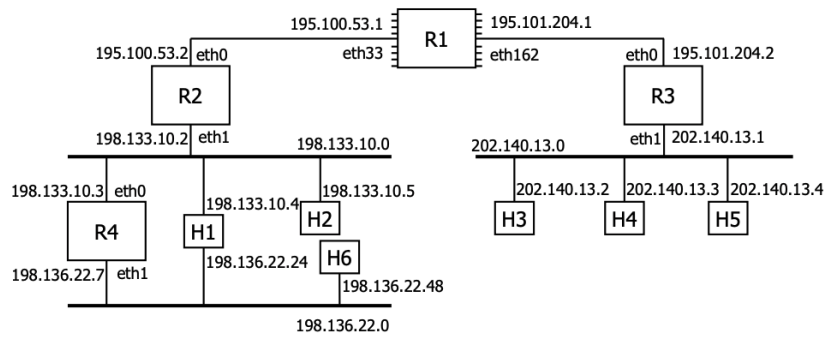 195.100.53.1
195.101.204.1
R1
195.100.53.2 eth0
eth33
eth162
eth0 195.101.204.2
R2
R3
198.133.10.2 eth1
198.133.10.0
202.140.13.0
eth1 202.140.13.1
198.133.10.3 eth0
198.133.10.4
198.133.10.5
202.140.13.2
202.140.13.3
202.140.13.4
R4
H1
H2
H3
H4
H5
198.136.22.7 eth1
198.136.22.24
H6
198.136.22.48
198.136.22.0